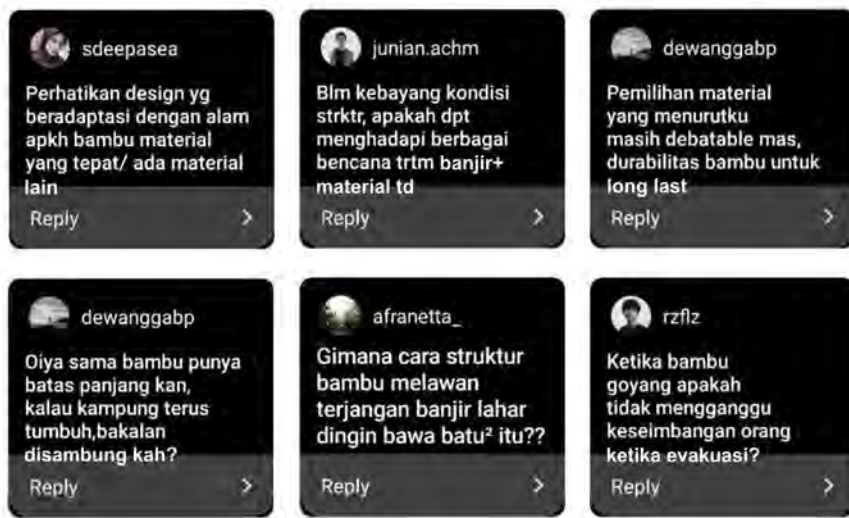 sdeepasea
Perhatikan design yg
beradaptasi dengan alam
apkh bambu material
yang tepat/ ada material
lain
Reply
junian.achm
Blm kebayang kondisi
strktr, apakah dpt
menghadapi berbagai
bencana trtm banjir+
material td
Reply
dewanggabp
Pemilihan material
yang menurutku
masih debatable mas,
durabilitas bambu untuk
long last
Reply
dewanggabp
Oiya sama bambu punya
batas panjang kan,
kalau kampung terus
tumbuh,bakalan
disambung kah?
Reply
afranetta_
Gimana cara struktur
bambu melawan
terjangan banjir lahar
dingin bawa batu² itu??
Reply
rzflz
Ketika bambu
goyang apakah
tidak mengganggu
keseimbangan orang
ketika evakuasi?
Reply